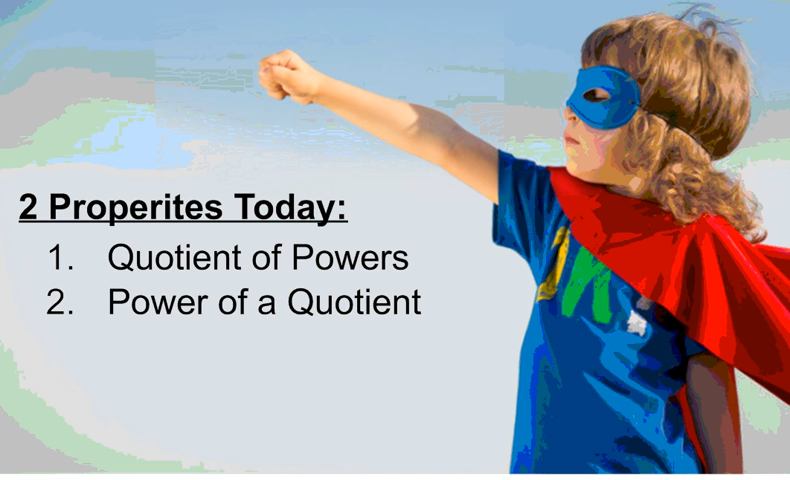 2 Properites Today:
1. Quotient of Powers
2. Power of a Quotient